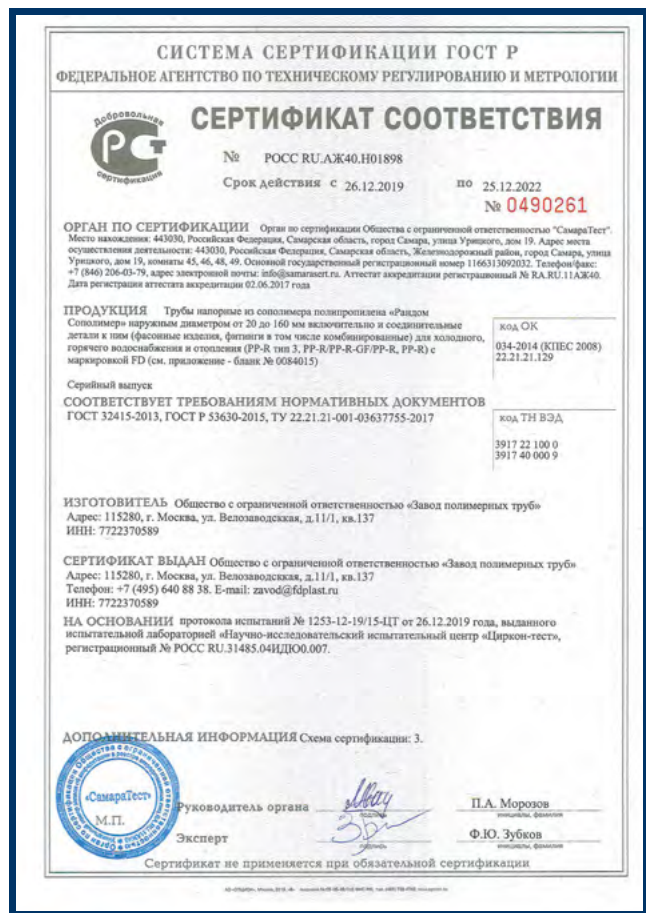 СИСТЕМА СЕРТИФИКАЦИИ ГОСТ Р
ФЕДЕРАЛЬНОЕ АГЕНТСТВО ПО ТЕХНИЧЕСКОМУ РЕГУЛИРОВАНИЮ И МЕТРОЛОГИИ
Добровольная
сертификация
СЕРТИФИКАТ СООТВЕТСТВИЯ
№ РОСС RU.АЖ40.Н01898
Срок действия с 26.12.2019 по 25.12.2022
№ 0490261
ОРГАН ПО СЕРТИФИКАЦИИ Орган по сертификации Общества с ограниченной ответственностью "СамараТест".
Место нахождения: 443030, Российская Федерация, Самарская область, город Самара, улица Урицкого, дом 19. Адрес места
осуществления деятельности: 443030, Российская Федерация, Самарская область, Железнодорожный район, город Самара, улица
Урицкого, дом 19, комнаты 45, 46, 48, 49. Основной государственный регистрационный номер 1166313092032. Телефон/факс:
+7 (846) 206-03-79, адрес электронной почты: info@samarasert.ru. Аттестат аккредитации регистрационный № RA.RU.11АЖ40.
Дата регистрации аттестата аккредитации 02.06.2017 года
ПРОДУКЦИЯ Трубы напорные из сополимера полипропилена «Рандом
Сополимер» наружным диаметром от 20 до 160 мм включительно и соединительные
детали к ним (фасонные изделия, фитинги в том числе комбинированные) для холодного,
горячего водоснабжения и отопления (PP-R тип 3, PP-R/PP-R-GF/PP-R, PP-R) с
маркировкой FD (см. приложение - бланк № 0084015)
код ОК
034-2014 (КПЕС 2008)
22.21.21.129
Серийный выпуск
СООТВЕТСТВУЕТ ТРЕБОВАНИЯМ НОРМАТИВНЫХ ДОКУМЕНТОВ
ГОСТ 32415-2013, ГОСТ Р 53630-2015, ТУ 22.21.21-001-03637755-2017
код ТН ВЭД
3917 22 100 0
3917 40 000 9
ИЗГОТОВИТЕЛЬ Общество с ограниченной ответственностью «Завод полимерных труб»
Адрес: 115280, г. Москва, ул. Велозаводсккая, д.11/1, кв.137
ИНН: 7722370589
СЕРТИФИКАТ ВЫДАН Общество с ограниченной ответственностью «Завод полимерных труб»
Адрес: 115280, г. Москва, ул. Велозаводсккая, д.11/1, кв.137
Телефон: +7 (495) 640 88 38. E-mail: zavod@fdplast.ru
ИНН: 7722370589
НА ОСНОВАНИИ протокола испытаний № 1253-12-19/15-ЦТ от 26.12.2019 года, выданного
испытательной лабораторией «Научно-исследовательский испытательный центр «Циркон-тест»,
регистрационный № РОСС RU.31485.04ИДЮ0.007.
ДОПОЛНИТЕЛЬНАЯ ИНФОРМАЦИЯ Схема сертификации: 3.
«СамараТест»
М.П.
Руководитель органа
подпись
П.А. Морозов
инициалы, фамилия
Эксперт
подпись
Ф.Ю. Зубков
инициалы, фамилия
Сертификат не применяется при обязательной сертификации